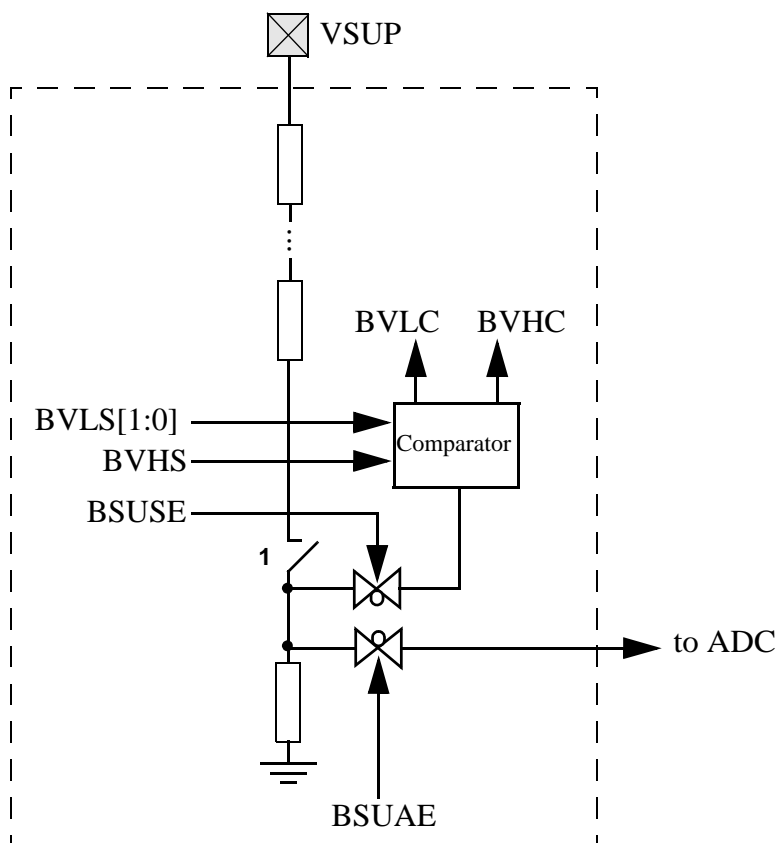 VSUP
...
BVLC BVHC
BVLS[1:0]
Comparator
BVHS
BSUSE
1
to ADC
BSUAE